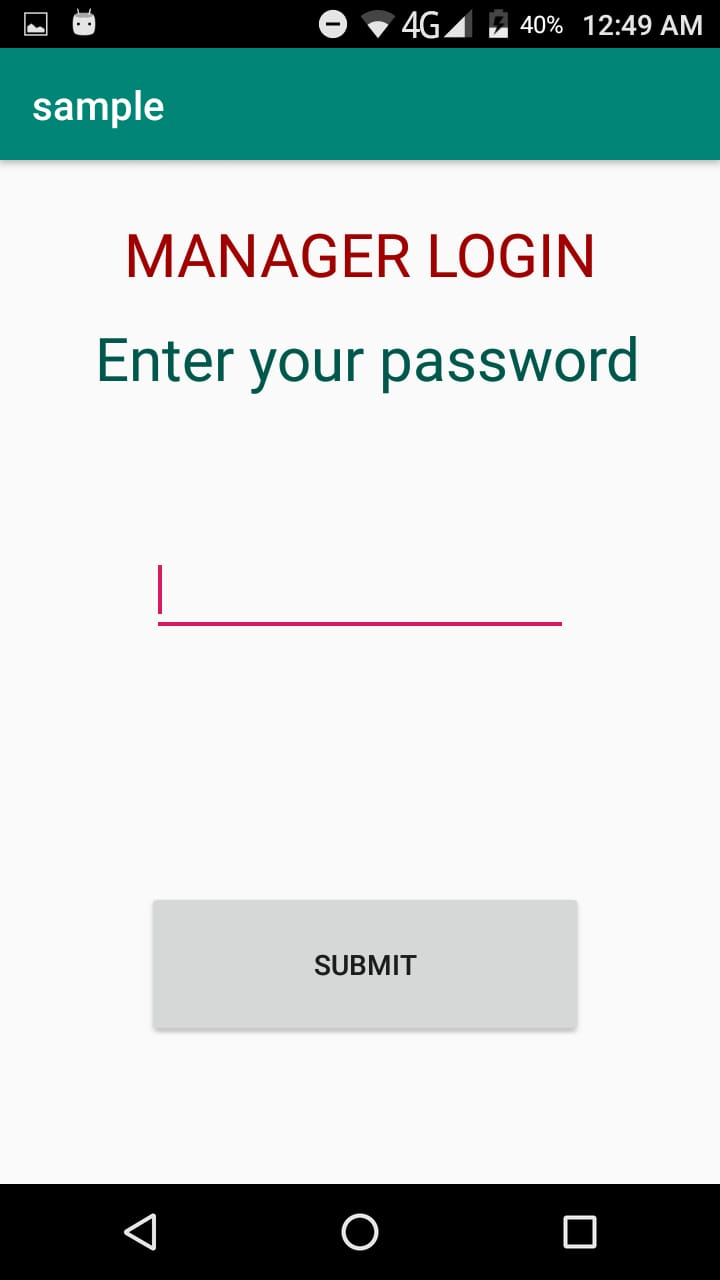 4G 40% 12:49 AM
sample
MANAGER LOGIN
Enter your password
SUBMIT